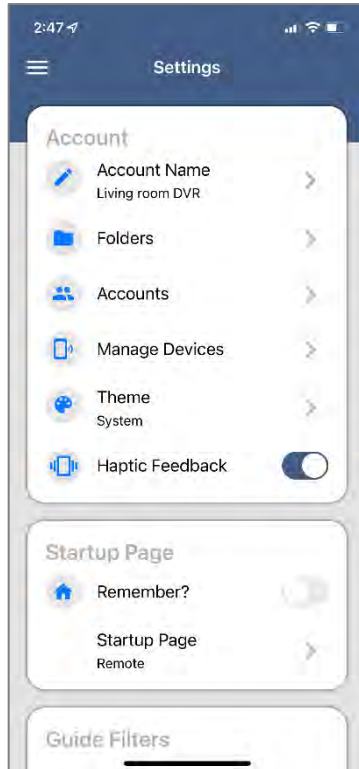 2:47
Settings
Account
Account Name
Living room DVR
Folders
Accounts
Manage Devices
Theme
System
Haptic Feedback
Startup Page
Remember?
Startup Page
Remote
Guide Filters